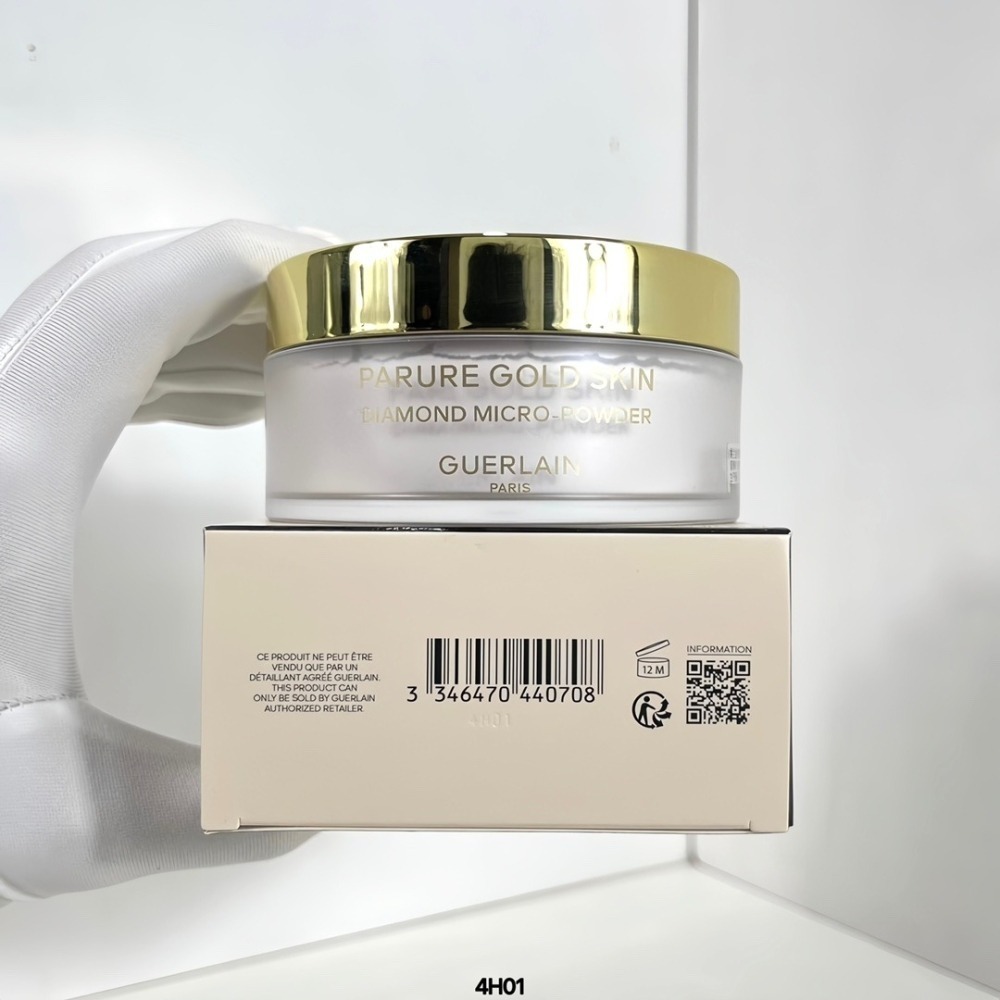 PARURE GOLD SKIN
DIAMOND MICRO-POWDER
GUERLAIN
PARIS
CE PRODUIT NE PEUT ÊTRE
VENDU QUE PAR UN
DÉTAILLANT AGRÉÉ GUERLAIN.
THIS PRODUCT CAN
ONLY BE SOLD BY GUERLAIN
AUTHORIZED RETAILER.
3 346470 440708
4H01
12 M
INFORMATION
4H01